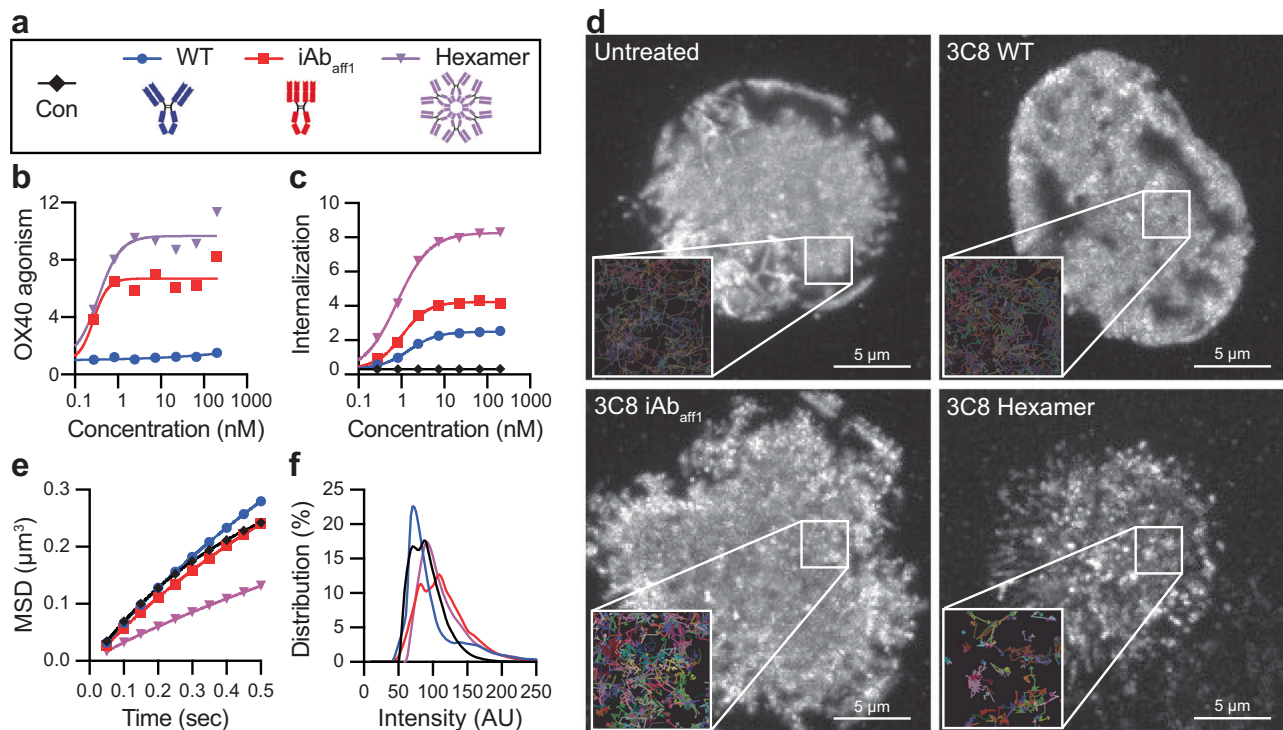 a
WT
iAbaff1
Hexamer
Con
b
OX40 agonism
12
8
4
0
0.1 1 10 100 1000
Concentration (nM)
c
Internalization
10
8
6
4
2
0
0.1 1 10 100 1000
Concentration (nM)
d
Untreated
5 µm
3C8 WT
5 µm
3C8 iAbaff1
5 µm
3C8 Hexamer
5 µm
e
MSD (µm³)
0.3
0.2
0.1
0.0
0.0 0.1 0.2 0.3 0.4 0.5
Time (sec)
f
Distribution (%)
25
20
15
10
5
0
0 50 100 150 200 250
Intensity (AU)